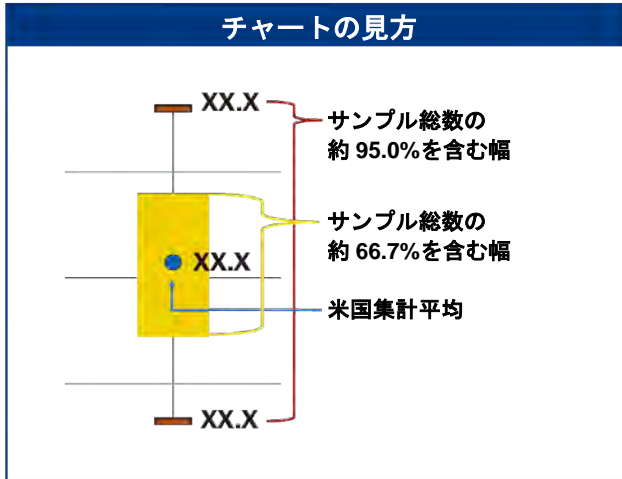 チャートの見方
XX.X
サンプル総数の
約 95.0%を含む幅
サンプル総数の
約 66.7%を含む幅
XX.X
米国集計平均
XX.X